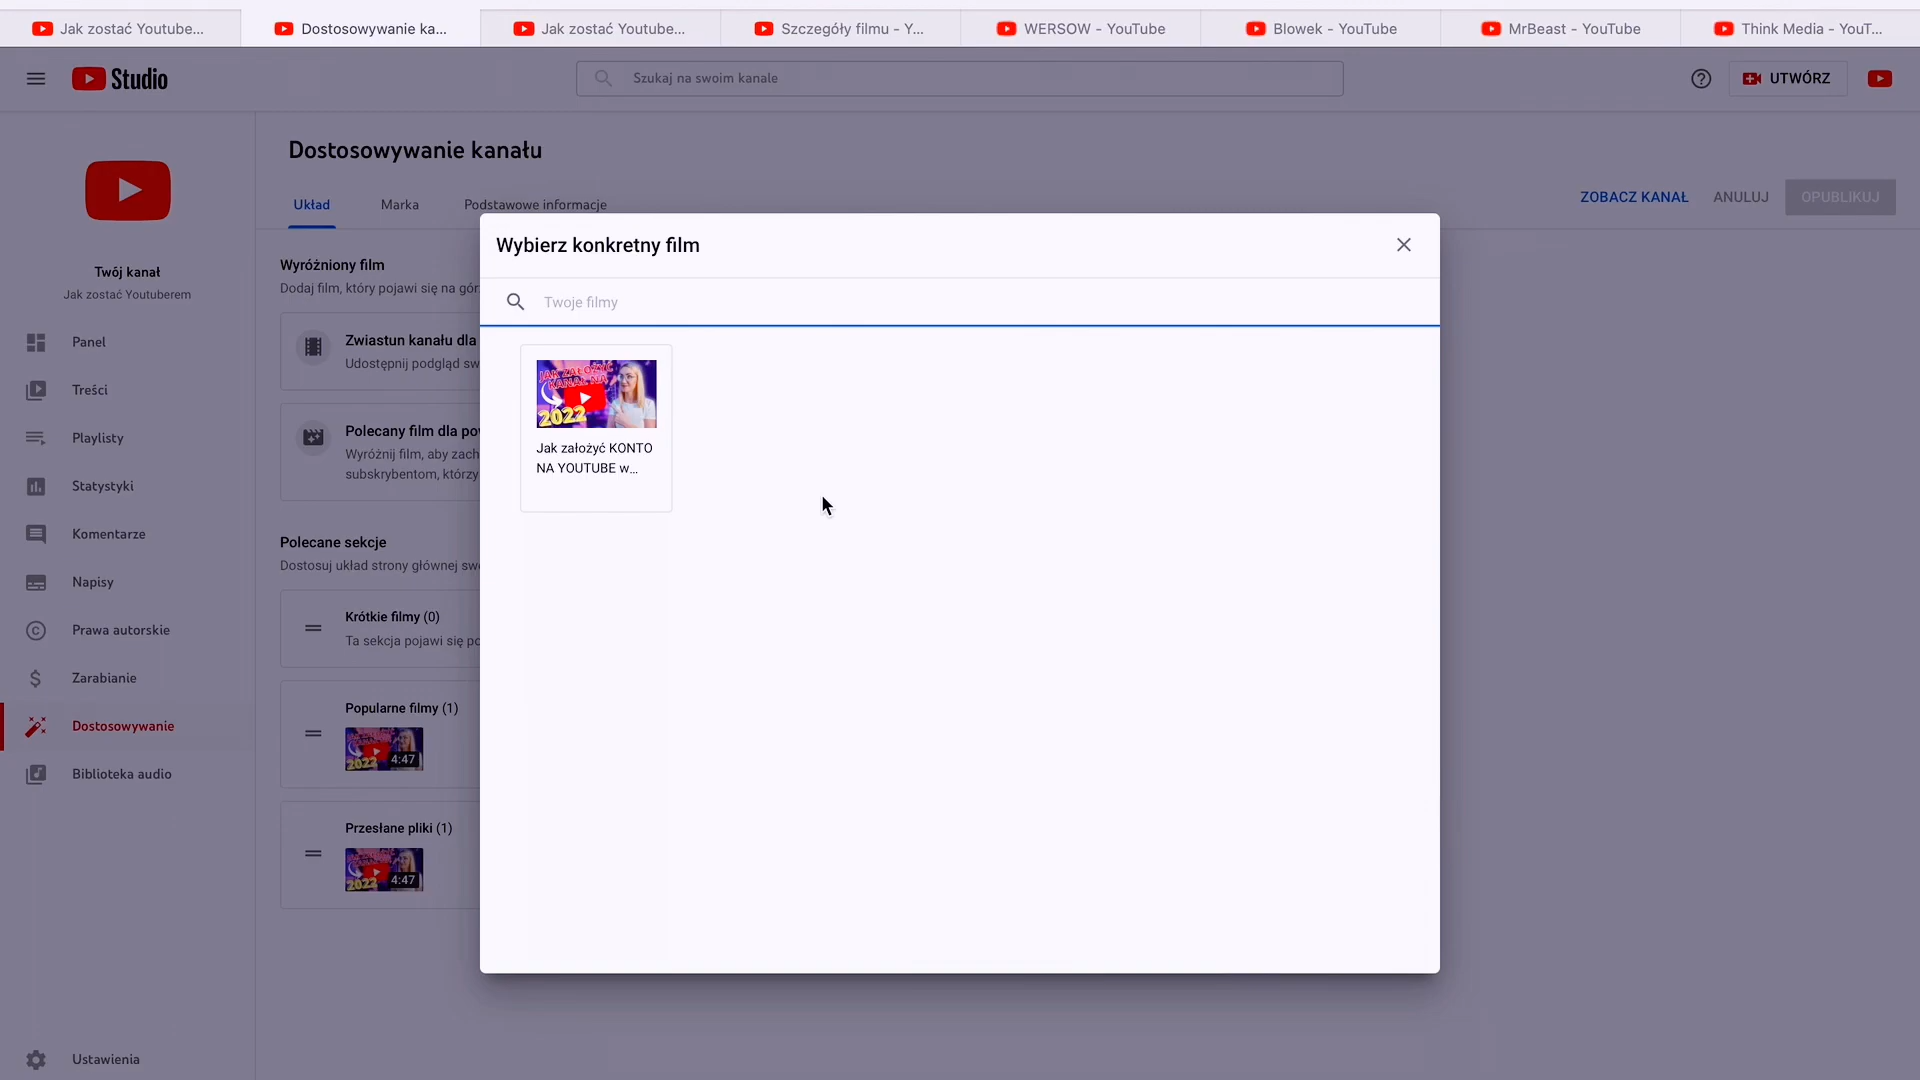 Jak zostać Youtube...
Dostosowywanie ka...
Jak zostać Youtube...
Szczegóły filmu - Y...
WERSOW - YouTube
Blowek - YouTube
MrBeast - YouTube
Think Media - YouT...
Studio
Szukaj na swoim kanale
UTWÓRZ
Dostosowywanie kanału
Układ
Marka
Podstawowe informacje
ZOBACZ KANAŁ
ANULUJ
OPUBLIKUJ
Twój kanał
Jak zostać Youtuberem
Panel
Treści
Playlisty
Statystyki
Komentarze
Napisy
Prawa autorskie
Zarabianie
Dostosowywanie
Biblioteka audio
Ustawienia
Wyróżniony film
Dodaj film, który pojawi się na gór
Zwiastun kanału dla
Udostępnij podgląd sw
Polecany film dla po
Wyróżnij film, aby zach
subskrybentom, którzy
Polecane sekcje
Dostosuj układ strony głównej sw
Krótkie filmy (0)
Ta sekcja pojawi się po
Popularne filmy (1)
2022
4:47
Przesłane pliki (1)
2022
4:47
Wybierz konkretny film
Twoje filmy
JAK ZAŁOŻYĆ
KANAŁ NA
2022
Jak założyć KONTO
NA YOUTUBE w...